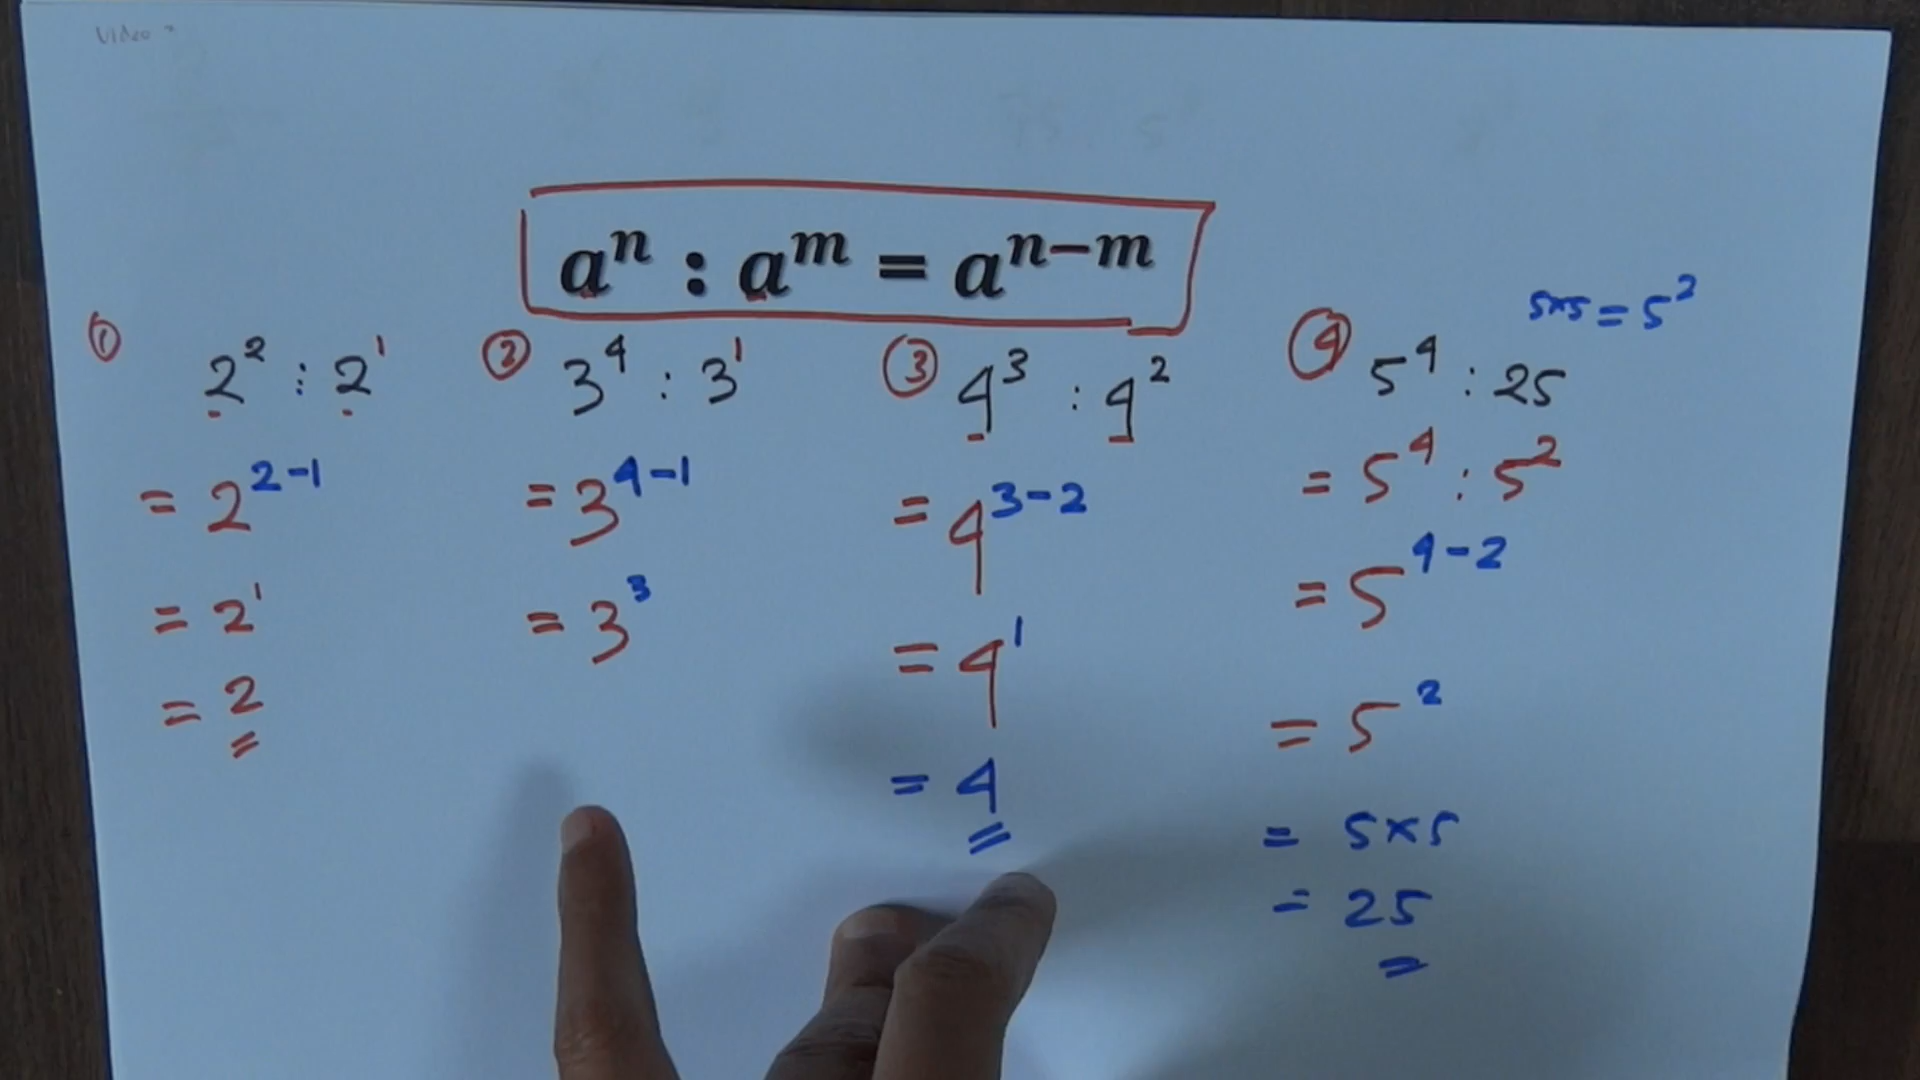 Video
aⁿ : aᵐ = aⁿ⁻ᵐ
① 2² : 2¹
= 2²⁻¹
= 2¹
= 2
② 3⁴ : 3¹
= 3⁴⁻¹
= 3³
③ 4³ : 4²
= 4³⁻²
= 4¹
= 4
5×5 = 5²
④ 5⁴ : 25
= 5⁴ : 5²
= 5⁴⁻²
= 5²
= 5×5
= 25